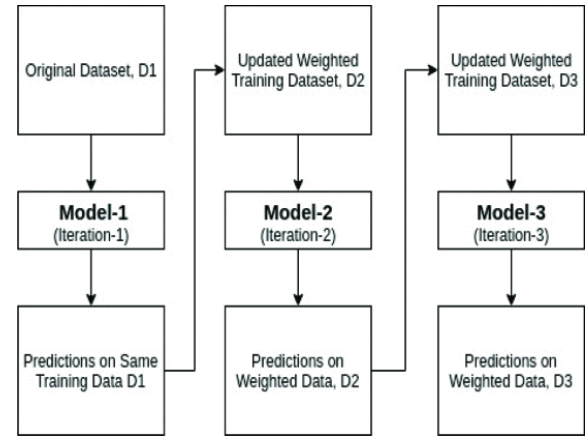 Original Dataset, D1
Updated Weighted
Training Dataset, D2
Updated Weighted
Training Dataset, D3
Model-1
(Iteration-1)
Model-2
(Iteration-2)
Model-3
(Iteration-3)
Predictions on Same
Training Data D1
Predictions on
Weighted Data, D2
Predictions on
Weighted Data, D3